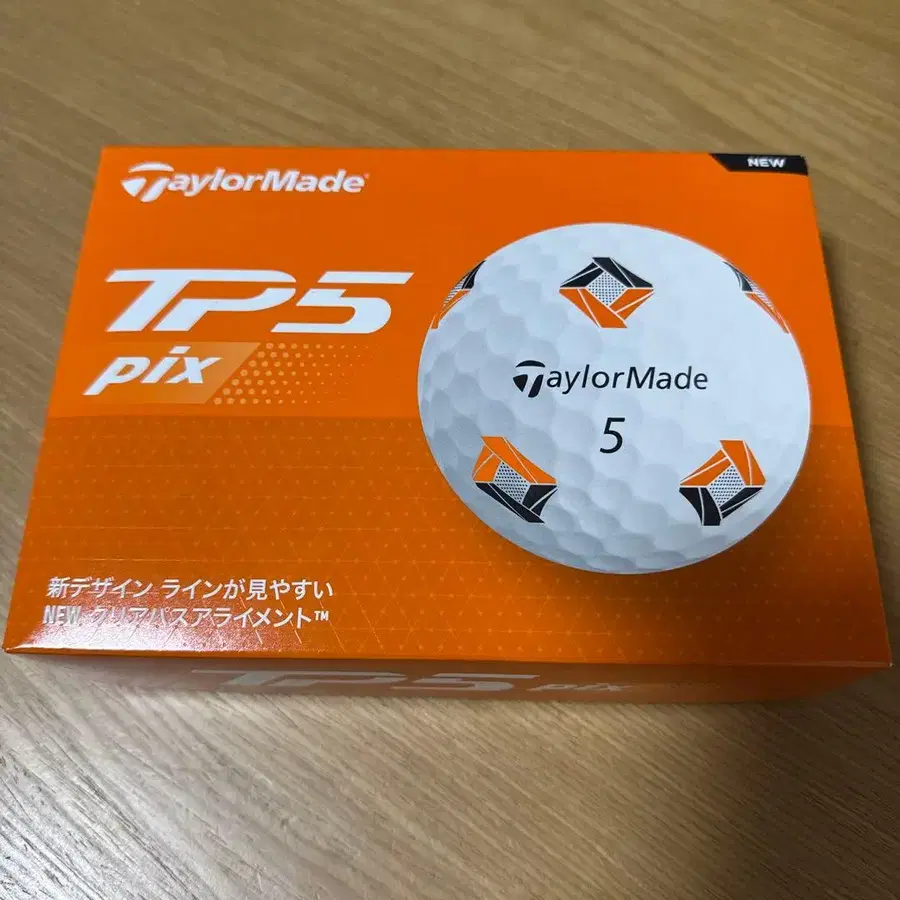 TaylorMade
NEW
TP5
pix
TaylorMade
5
新デザイン ラインが見やすい
NEW クリアパスアライメント™
TP5 pix